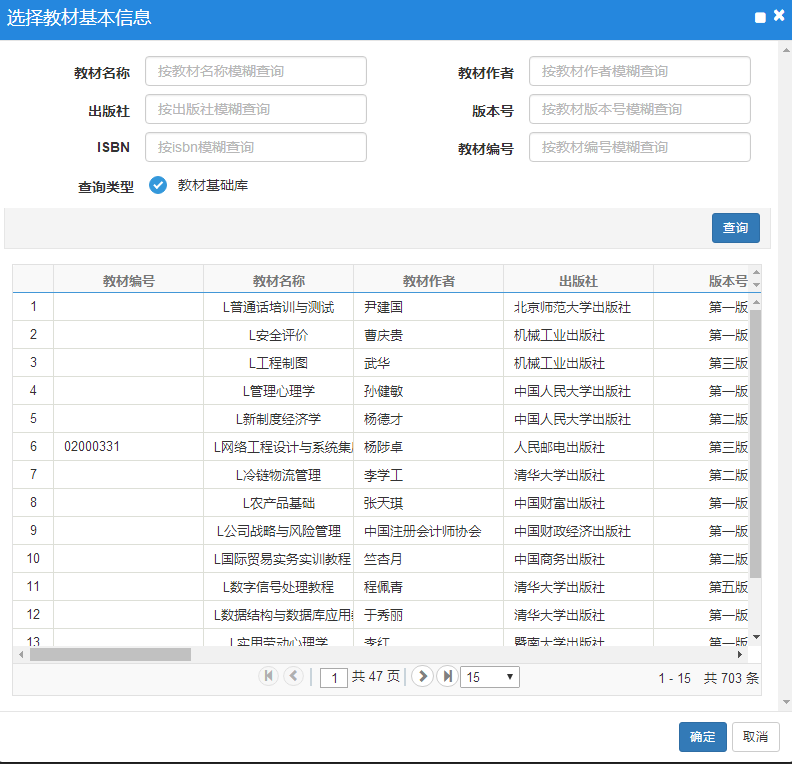 选择教材基本信息
教材名称 按教材名称模糊查询 教材作者 按教材作者模糊查询
出版社 按出版社模糊查询 版本号 按教材版本号模糊查询
ISBN 按isbn模糊查询 教材编号 按教材编号模糊查询
查询类型 教材基础库
查询
教材编号 教材名称 教材作者 出版社 版本号
1 L普通话培训与测试 尹建国 北京师范大学出版社 第一版
2 L安全评价 曹庆贵 机械工业出版社 第一版
3 L工程制图 武华 机械工业出版社 第三版
4 L管理心理学 孙健敏 中国人民大学出版社 第一版
5 L新制度经济学 杨德才 中国人民大学出版社 第二版
6 02000331 L网络工程设计与系统集 杨陟卓 人民邮电出版社 第三版
7 L冷链物流管理 李学工 清华大学出版社 第二版
8 L农产品基础 张天琪 中国财富出版社 第一版
9 L公司战略与风险管理 中国注册会计师协会 中国财政经济出版社 第一版
10 L国际贸易实务实训教程 竺杏月 中国商务出版社 第二版
11 L数字信号处理教程 程佩青 清华大学出版社 第五版
12 L数据结构与数据库应用 于秀丽 清华大学出版社 第一版
13 L实用劳动心理学 李红 暨南大学出版社 第一版
1 共 47 页 15 1 - 15 共 703 条
确定 取消